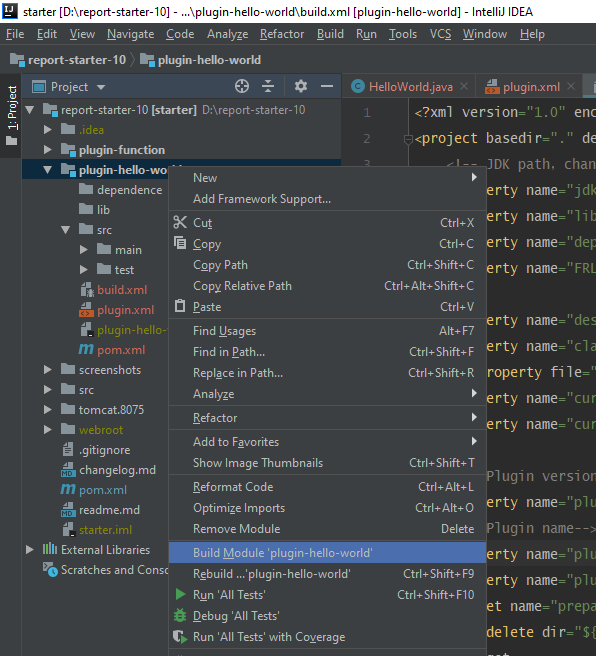 starter [D:\report-starter-10] - ...\plugin-hello-world\build.xml [plugin-hello-world] - IntelliJ IDEA
File Edit View Navigate Code Analyze Refactor Build Run Tools VCS Window Help
report-starter-10 plugin-hello-world
1: Project
Project
HelloWorld.java plugin.xml
report-starter-10 [starter] D:\report-starter-10
.idea
plugin-function
plugin-hello-wor
dependence
lib
src
main
test
build.xml
plugin.xml
plugin-hello-
pom.xml
screenshots
src
tomcat.8075
webroot
.gitignore
changelog.md
pom.xml
readme.md
starter.iml
External Libraries
Scratches and Conso
New
Add Framework Support...
Cut Ctrl+X
Copy Ctrl+C
Copy Path Ctrl+Shift+C
Copy Relative Path Ctrl+Alt+Shift+C
Paste Ctrl+V
Find Usages Alt+F7
Find in Path... Ctrl+Shift+F
Replace in Path... Ctrl+Shift+R
Analyze
Refactor
Add to Favorites
Show Image Thumbnails Ctrl+Shift+T
Reformat Code Ctrl+Alt+L
Optimize Imports Ctrl+Alt+O
Remove Module Delete
Build Module 'plugin-hello-world'
Rebuild ...'plugin-hello-world' Ctrl+Shift+F9
Run 'All Tests' Ctrl+Shift+F10
Debug 'All Tests'
Run 'All Tests' with Coverage
1 <?xml version="1.0" enc
2 <project basedir="." de
3 <!-- JDK path, chan
erty name="jdk
erty name="lib
erty name="dep
erty name="FRL
erty name="des
erty name="cla
roperty file="
erty name="cur
erty name="cur
Plugin version
erty name="plu
Plugin name-->
erty name="plu
erty name="plu
et name="prepa
delete dir="${